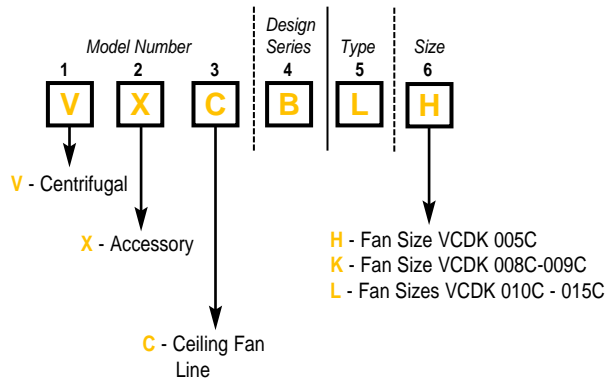 Design
Model Number Series Type Size
1 2 3 4 5 6
V X C B L H
V - Centrifugal
X - Accessory
H - Fan Size VCDK 005C
K - Fan Size VCDK 008C-009C
L - Fan Sizes VCDK 010C - 015C
C - Ceiling Fan
Line